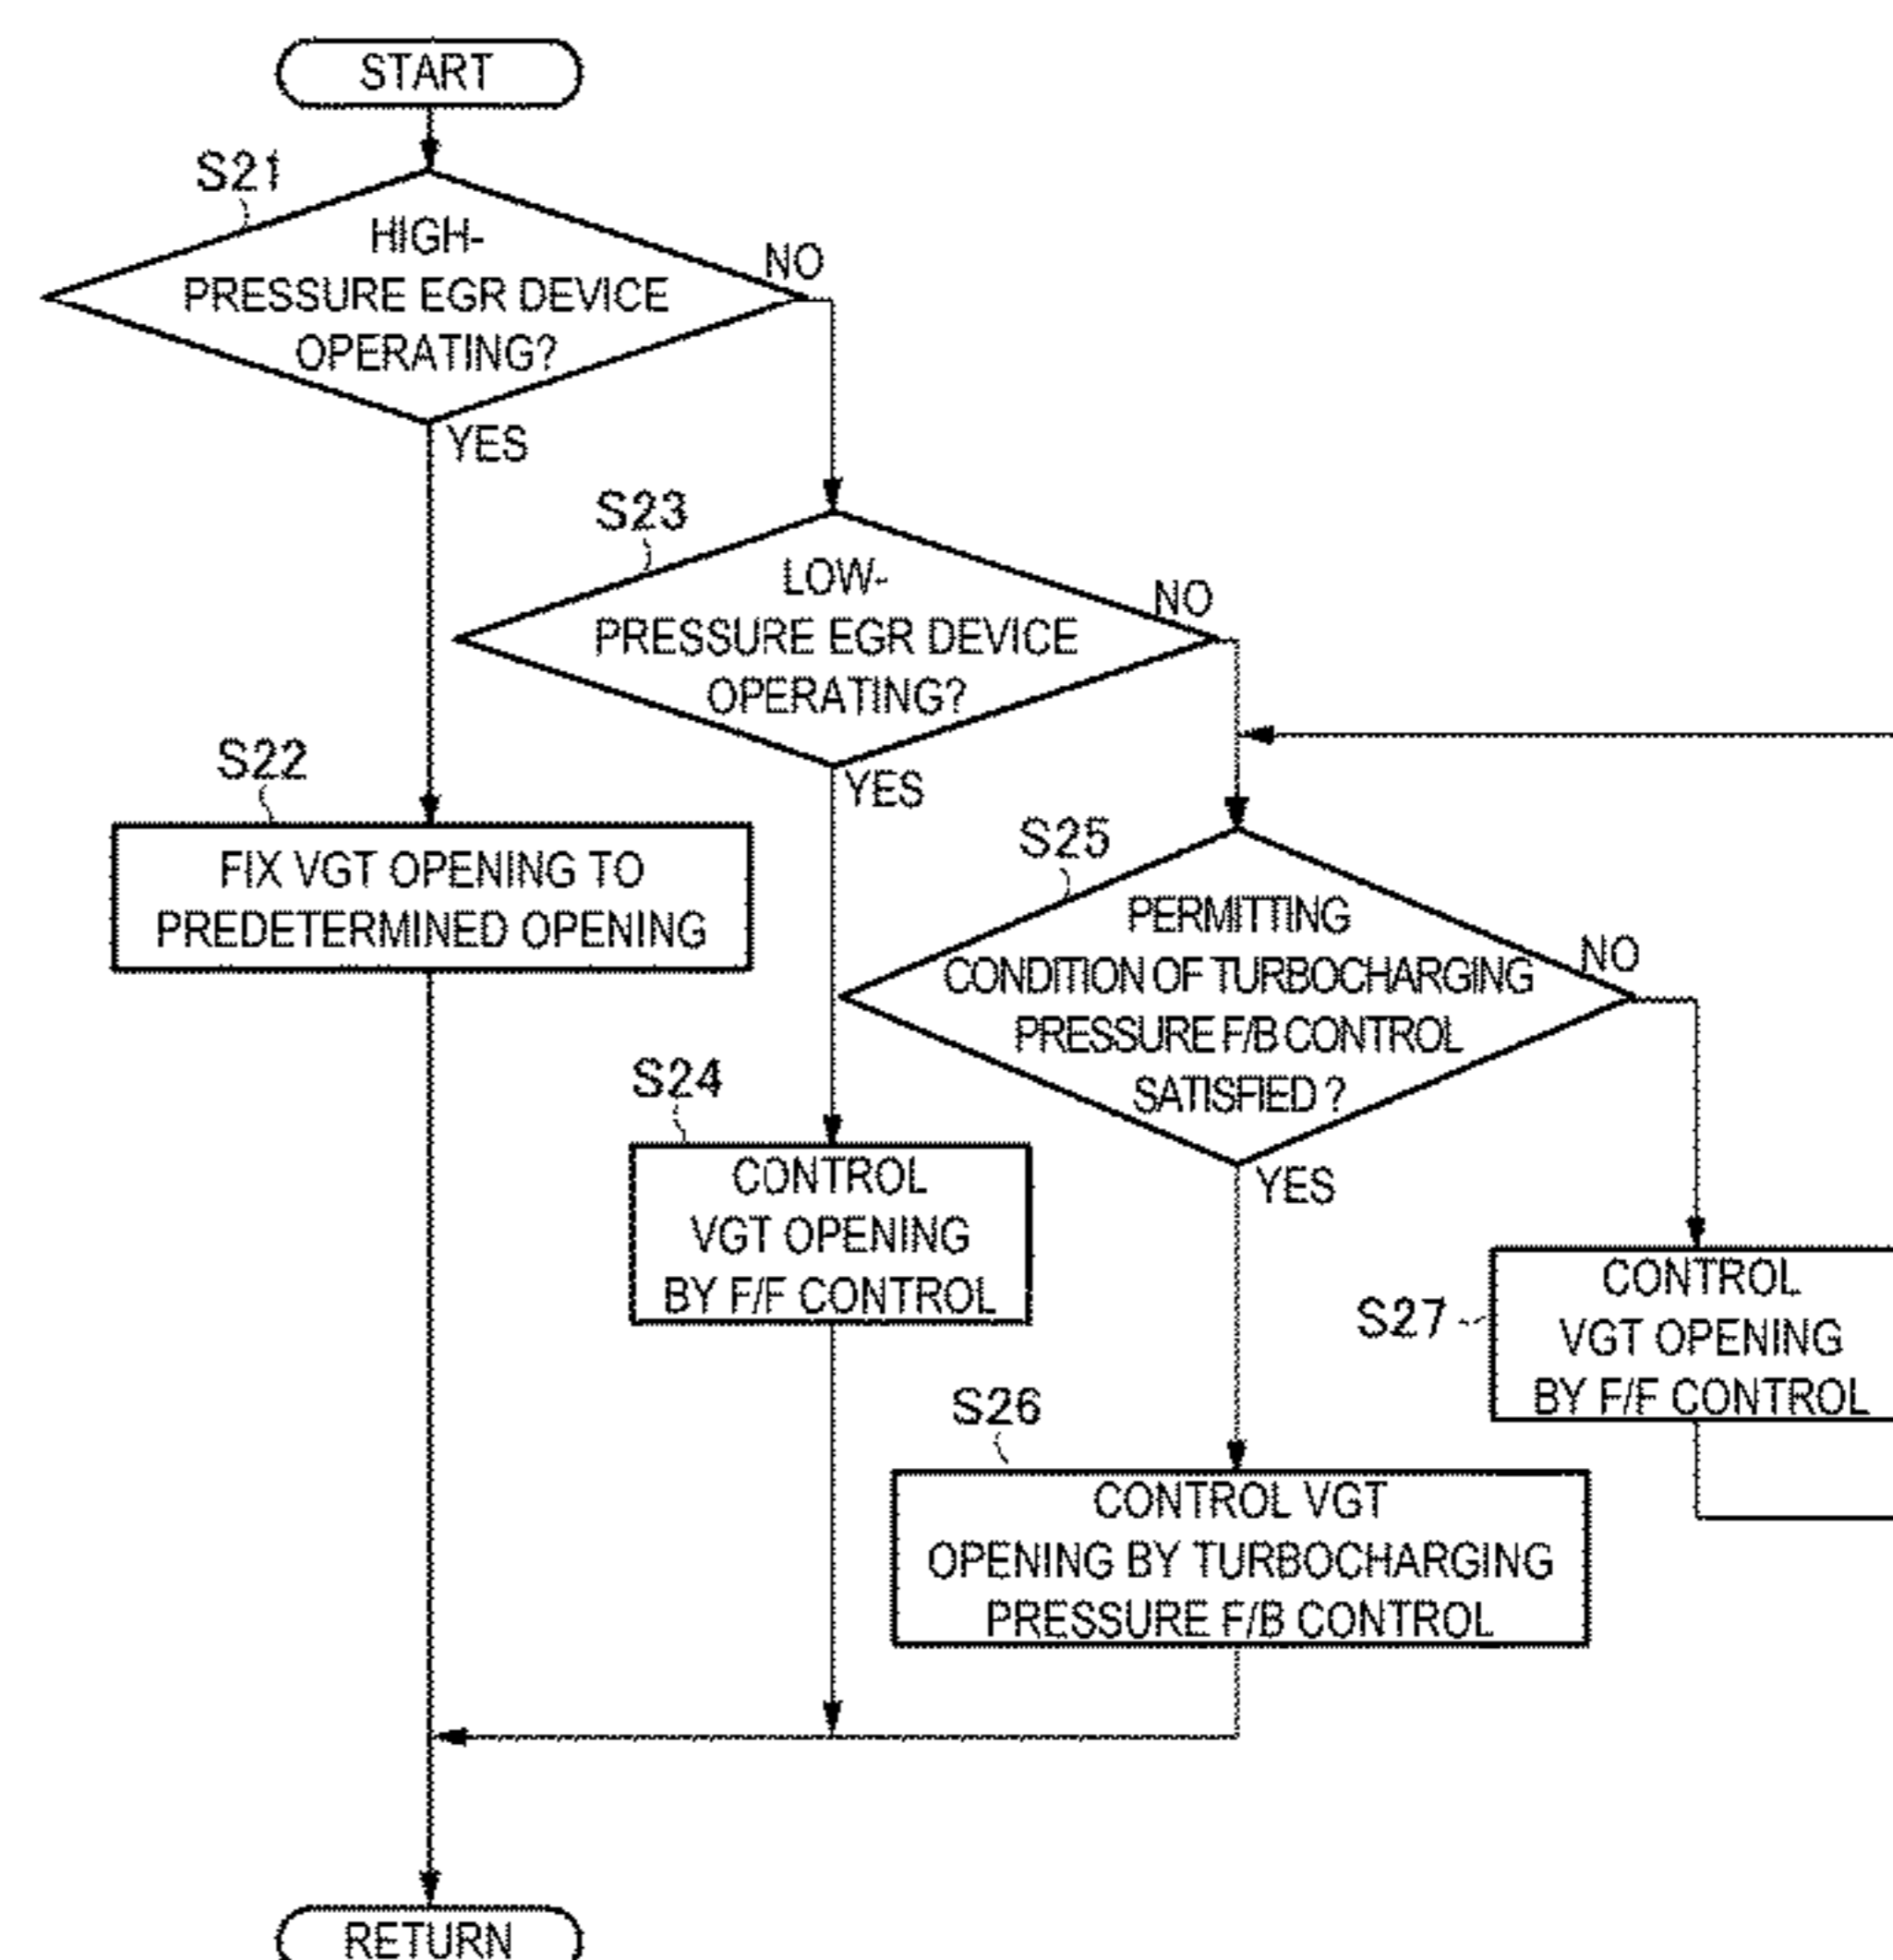 START
S21
HIGH-
PRESSURE EGR DEVICE
OPERATING?
NO
YES
S23
LOW-
PRESSURE EGR DEVICE
OPERATING?
NO
YES
S22
FIX VGT OPENING TO
PREDETERMINED OPENING
S25
PERMITTING
CONDITION OF TURBOCHARGING
PRESSURE F/B CONTROL
SATISFIED ?
NO
YES
S24
CONTROL
VGT OPENING
BY F/F CONTROL
S27
CONTROL
VGT OPENING
BY F/F CONTROL
S26
CONTROL VGT
OPENING BY TURBOCHARGING
PRESSURE F/B CONTROL
RETURN